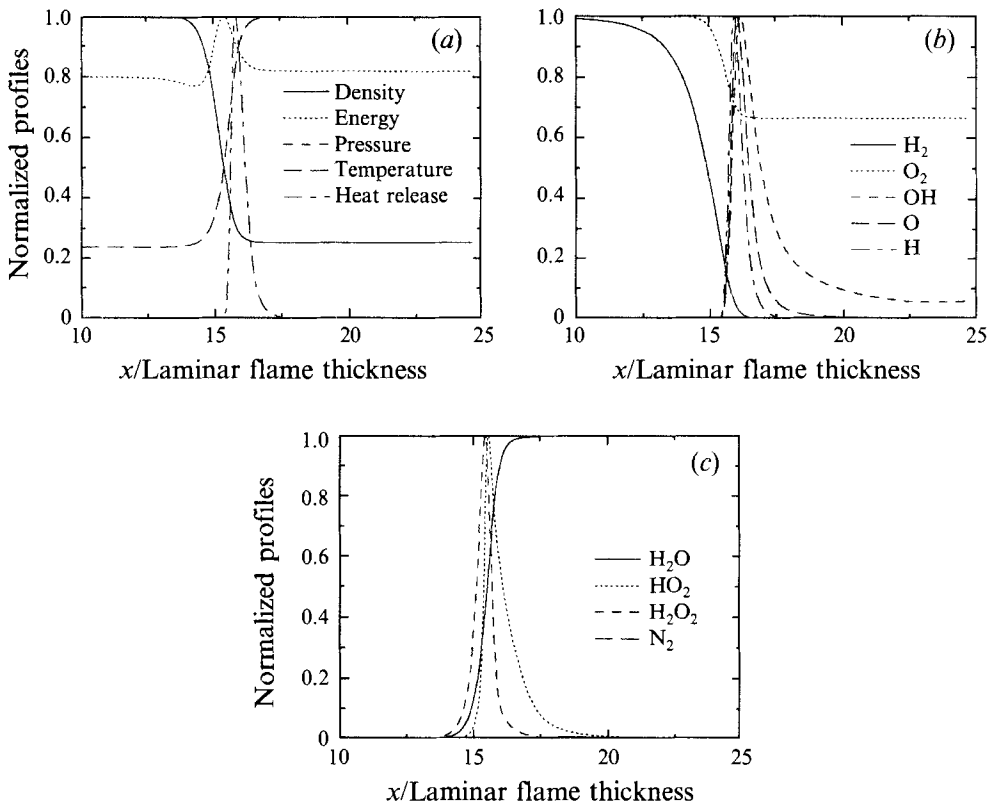 Normalized profiles
1.0
0.8
0.6
0.4
0.2
0
(a)
Density
Energy
Pressure
Temperature
Heat release
10
15
20
25
x/Laminar flame thickness
1.0
0.8
0.6
0.4
0.2
0
(b)
H₂
O₂
OH
O
H
10
15
20
25
x/Laminar flame thickness
Normalized profiles
1.0
0.8
0.6
0.4
0.2
0
(c)
H₂O
HO₂
H₂O₂
N₂
10
15
20
25
x/Laminar flame thickness